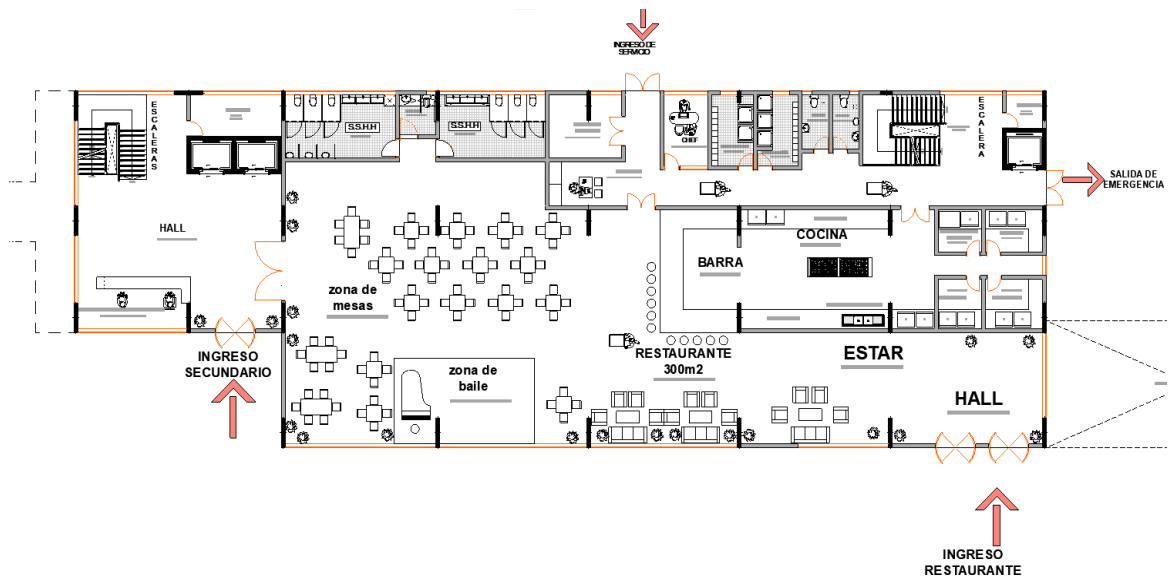 INGRESO DE
SERVICIO
ESCALERAS
S.S.H.H
S.S.H.H
CHEF
ESCALERA
SALIDA DE
EMERGENCIA
HALL
COCINA
BARRA
zona de
mesas
INGRESO
SECUNDARIO
RESTAURANTE
300m2
ESTAR
zona de
baile
HALL
INGRESO
RESTAURANTE